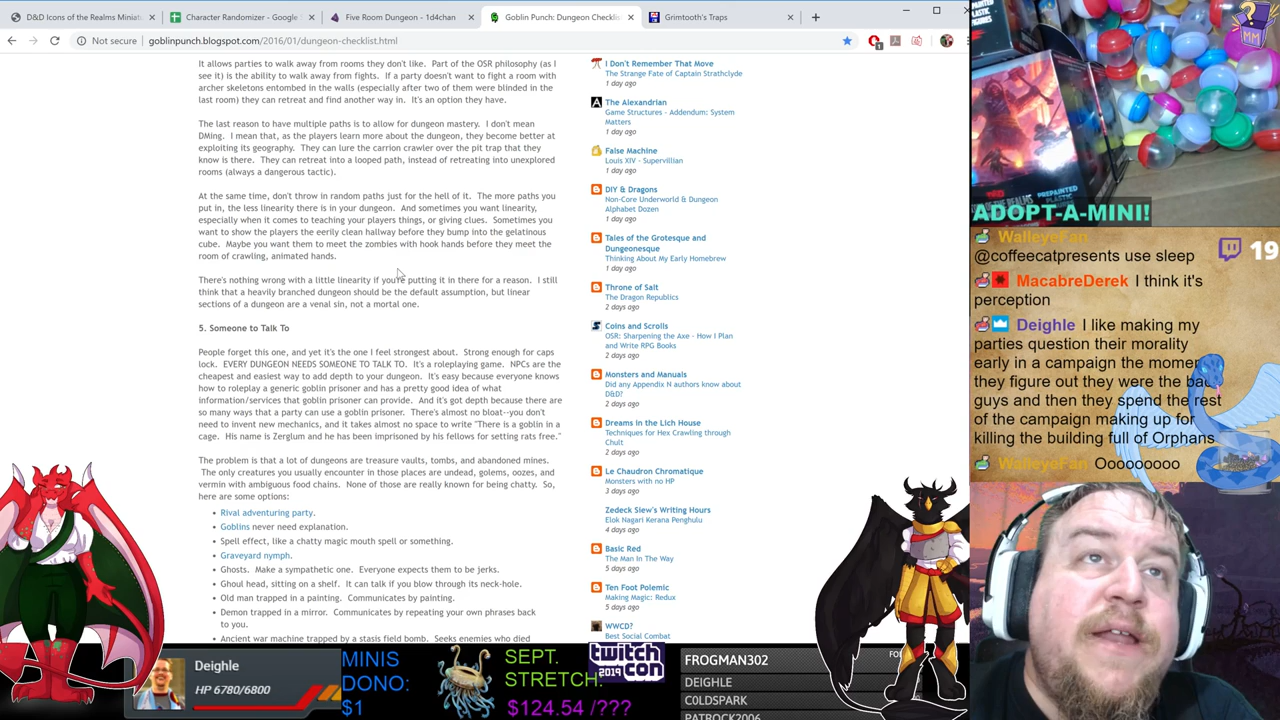 D&D Icons of the Realms Miniat
Character Randomizer - Google S
Five Room Dungeon - 1d4chan
Goblin Punch: Dungeon Checklis
Grimtooth's Traps
Not secure
goblinpunch.blogspot.com/2016/01/dungeon-checklist.html
It allows parties to walk away from rooms they don't like. Part of the OSR philosophy (as I
see it) is the ability to walk away from fights. If a party doesn't want to fight a room with
archer skeletons entombed in the walls (especially after two of them were blinded in the
last room) they can retreat and find another way in. It's an option they have.
The last reason to have multiple paths is to allow for dungeon mastery. I don't mean
DMing. I mean that, as the players learn more about the dungeon, they become better at
exploiting its geography. They can lure the carrion crawler over the pit trap that they
know is there. They can retreat into a looped path, instead of retreating into unexplored
rooms (always a dangerous tactic).
At the same time, don't throw in random paths just for the hell of it. The more paths you
put in, the less linearity there is in your dungeon. And sometimes you want linearity,
especially when it comes to teaching your players things, or giving clues. Sometimes you
want to show the players the eerily clean hallway before they bump into the gelatinous
cube. Maybe you want them to meet the zombies with hook hands before they meet the
room of crawling, animated hands.
There's nothing wrong with a little linearity if you're putting it in there for a reason. I still
think that a heavily branched dungeon should be the default assumption, but linear
sections of a dungeon are a venal sin, not a mortal one.
5. Someone to Talk To
People forget this one, and yet it's the one I feel strongest about. Strong enough for caps
lock. EVERY DUNGEON NEEDS SOMEONE TO TALK TO. It's a roleplaying game. NPCs are the
cheapest and easiest way to add depth to your dungeon. It's easy because everyone knows
how to roleplay a generic goblin prisoner and has a pretty good idea of what
information/services that goblin prisoner can provide. And it's got depth because there are
so many ways that a party can use a goblin prisoner. There's almost no bloat--you don't
need to invent new mechanics, and it takes almost no space to write "There is a goblin in a
cage. His name is Zerglum and he has been imprisoned by his fellows for setting rats free."
The problem is that a lot of dungeons are treasure vaults, tombs, and abandoned mines.
The only creatures you usually encounter in those places are undead, golems, oozes, and
vermin with ambiguous food chains. None of those are really known for being chatty. So,
here are some options:
Rival adventuring party.
Goblins never need explanation.
Spell effect, like a chatty magic mouth spell or something.
Graveyard nymph.
Ghosts. Make a sympathetic one. Everyone expects them to be jerks.
Ghoul head, sitting on a shelf. It can talk if you blow through its neck-hole.
Old man trapped in a painting. Communicates by painting.
Demon trapped in a mirror. Communicates by repeating your own phrases back
to you.
Ancient war machine trapped by a stasis field bomb. Seeks enemies who died
I Don't Remember That Move
The Strange Fate of Captain Strathclyde
1 day ago
The Alexandrian
Game Structures - Addendum: System
Matters
1 day ago
False Machine
Louis XIV - Supervillian
1 day ago
DIY & Dragons
Non-Core Underworld & Dungeon
Alphabet Dozen
1 day ago
Tales of the Grotesque and
Dungeonesque
Thinking About My Early Homebrew
1 day ago
Throne of Salt
The Dragon Republics
2 days ago
Coins and Scrolls
OSR: Sharpening the Axe - How I Plan
and Write RPG Books
2 days ago
Monsters and Manuals
Did any Appendix N authors know about
D&D?
2 days ago
Dreams in the Lich House
Techniques for Hex Crawling through
Chult
2 days ago
Le Chaudron Chromatique
Monsters with no HP
3 days ago
Zedeck Siew's Writing Hours
Elok Nagari Kerana Penghulu
4 days ago
Basic Red
The Man In The Way
5 days ago
Ten Foot Polemic
Making Magic: Redux
5 days ago
WWCD?
Best Social Combat
MM
ADOPT-A-MINI!
19
WalleyeFan
@coffeecatpresents use sleep
MacabreDerek I think it's
perception
Deighle I like making my
parties question their morality
early in a campaign the moment
they figure out they were the bad
guys and then they spend the rest
of the campaign making up for
killing the building full of Orphans
WalleyeFan Oooooooo
Deighle
HP 6780/6800
MINIS
DONO:
$1
SEPT.
STRETCH:
$124.54 /???
twitch
con
2019
FROGMAN302
DEIGHLE
C0LDSPARK
PATROCK2006